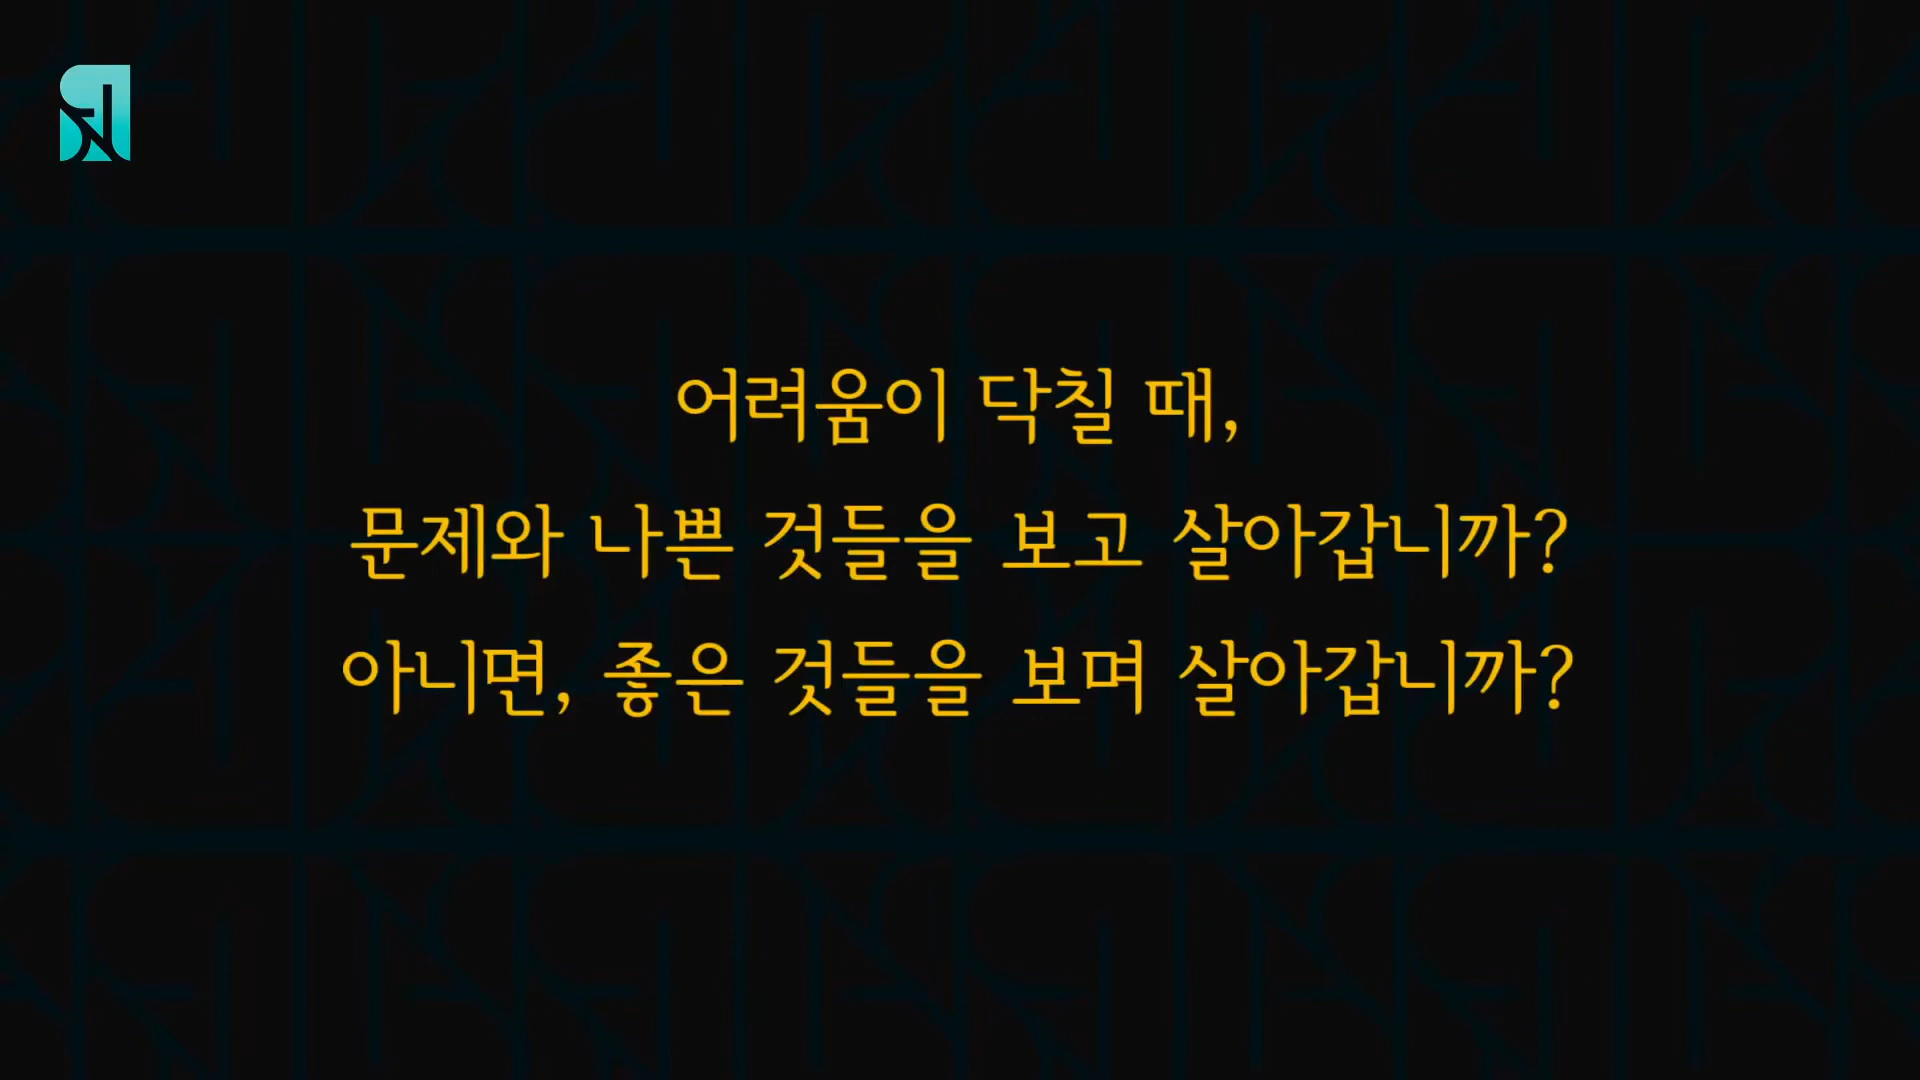 어려움이 닥칠 때,
문제와 나쁜 것들을 보고 살아갑니까?
아니면, 좋은 것들을 보며 살아갑니까?